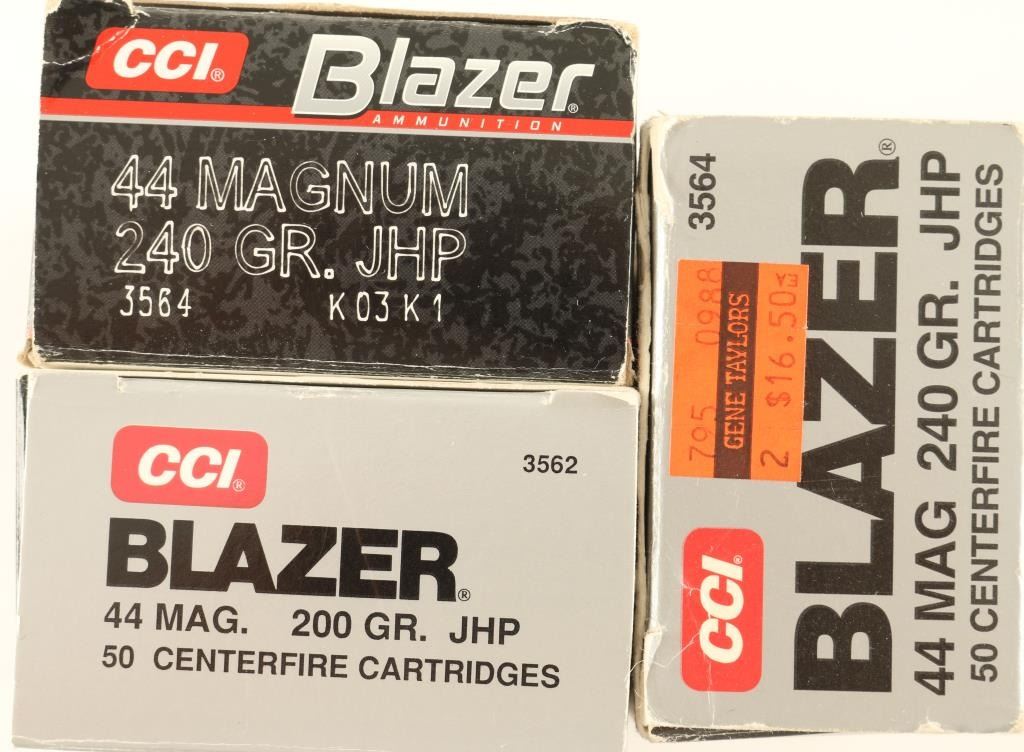 CCI®
Blazer®
AMMUNITION
44 MAGNUM
240 GR. JHP
3564 K03K1
CCI®
3562
BLAZER®
44 MAG. 200 GR. JHP
50 CENTERFIRE CARTRIDGES
3564
CCI®
BLAZER®
44 MAG 240 GR. JHP
50 CENTERFIRE CARTRIDGES
795 0988
GENE TAYLORS
2 $16.50